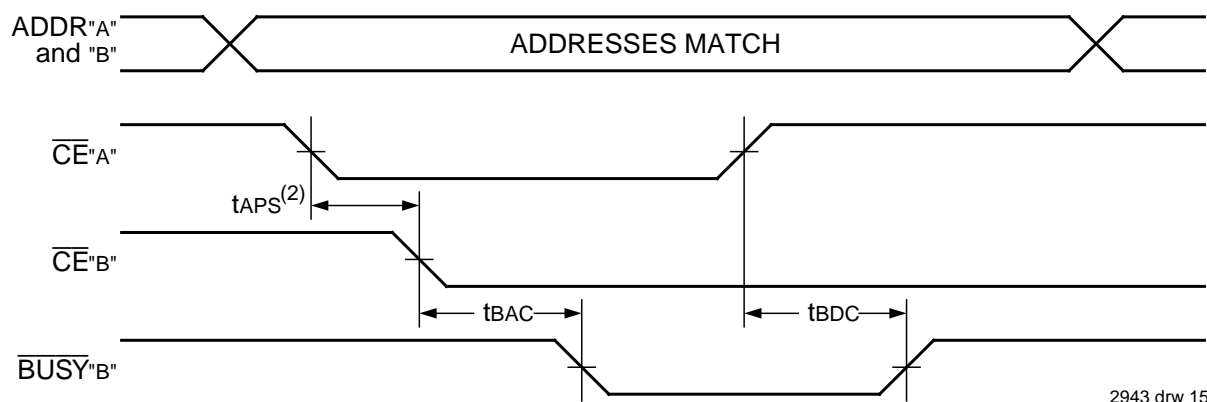 ADDR"A"
and "B"
ADDRESSES MATCH
CE"A"
tAPS(2)
CE"B"
tBAC
tBDC
BUSY"B"
2943 drw 15